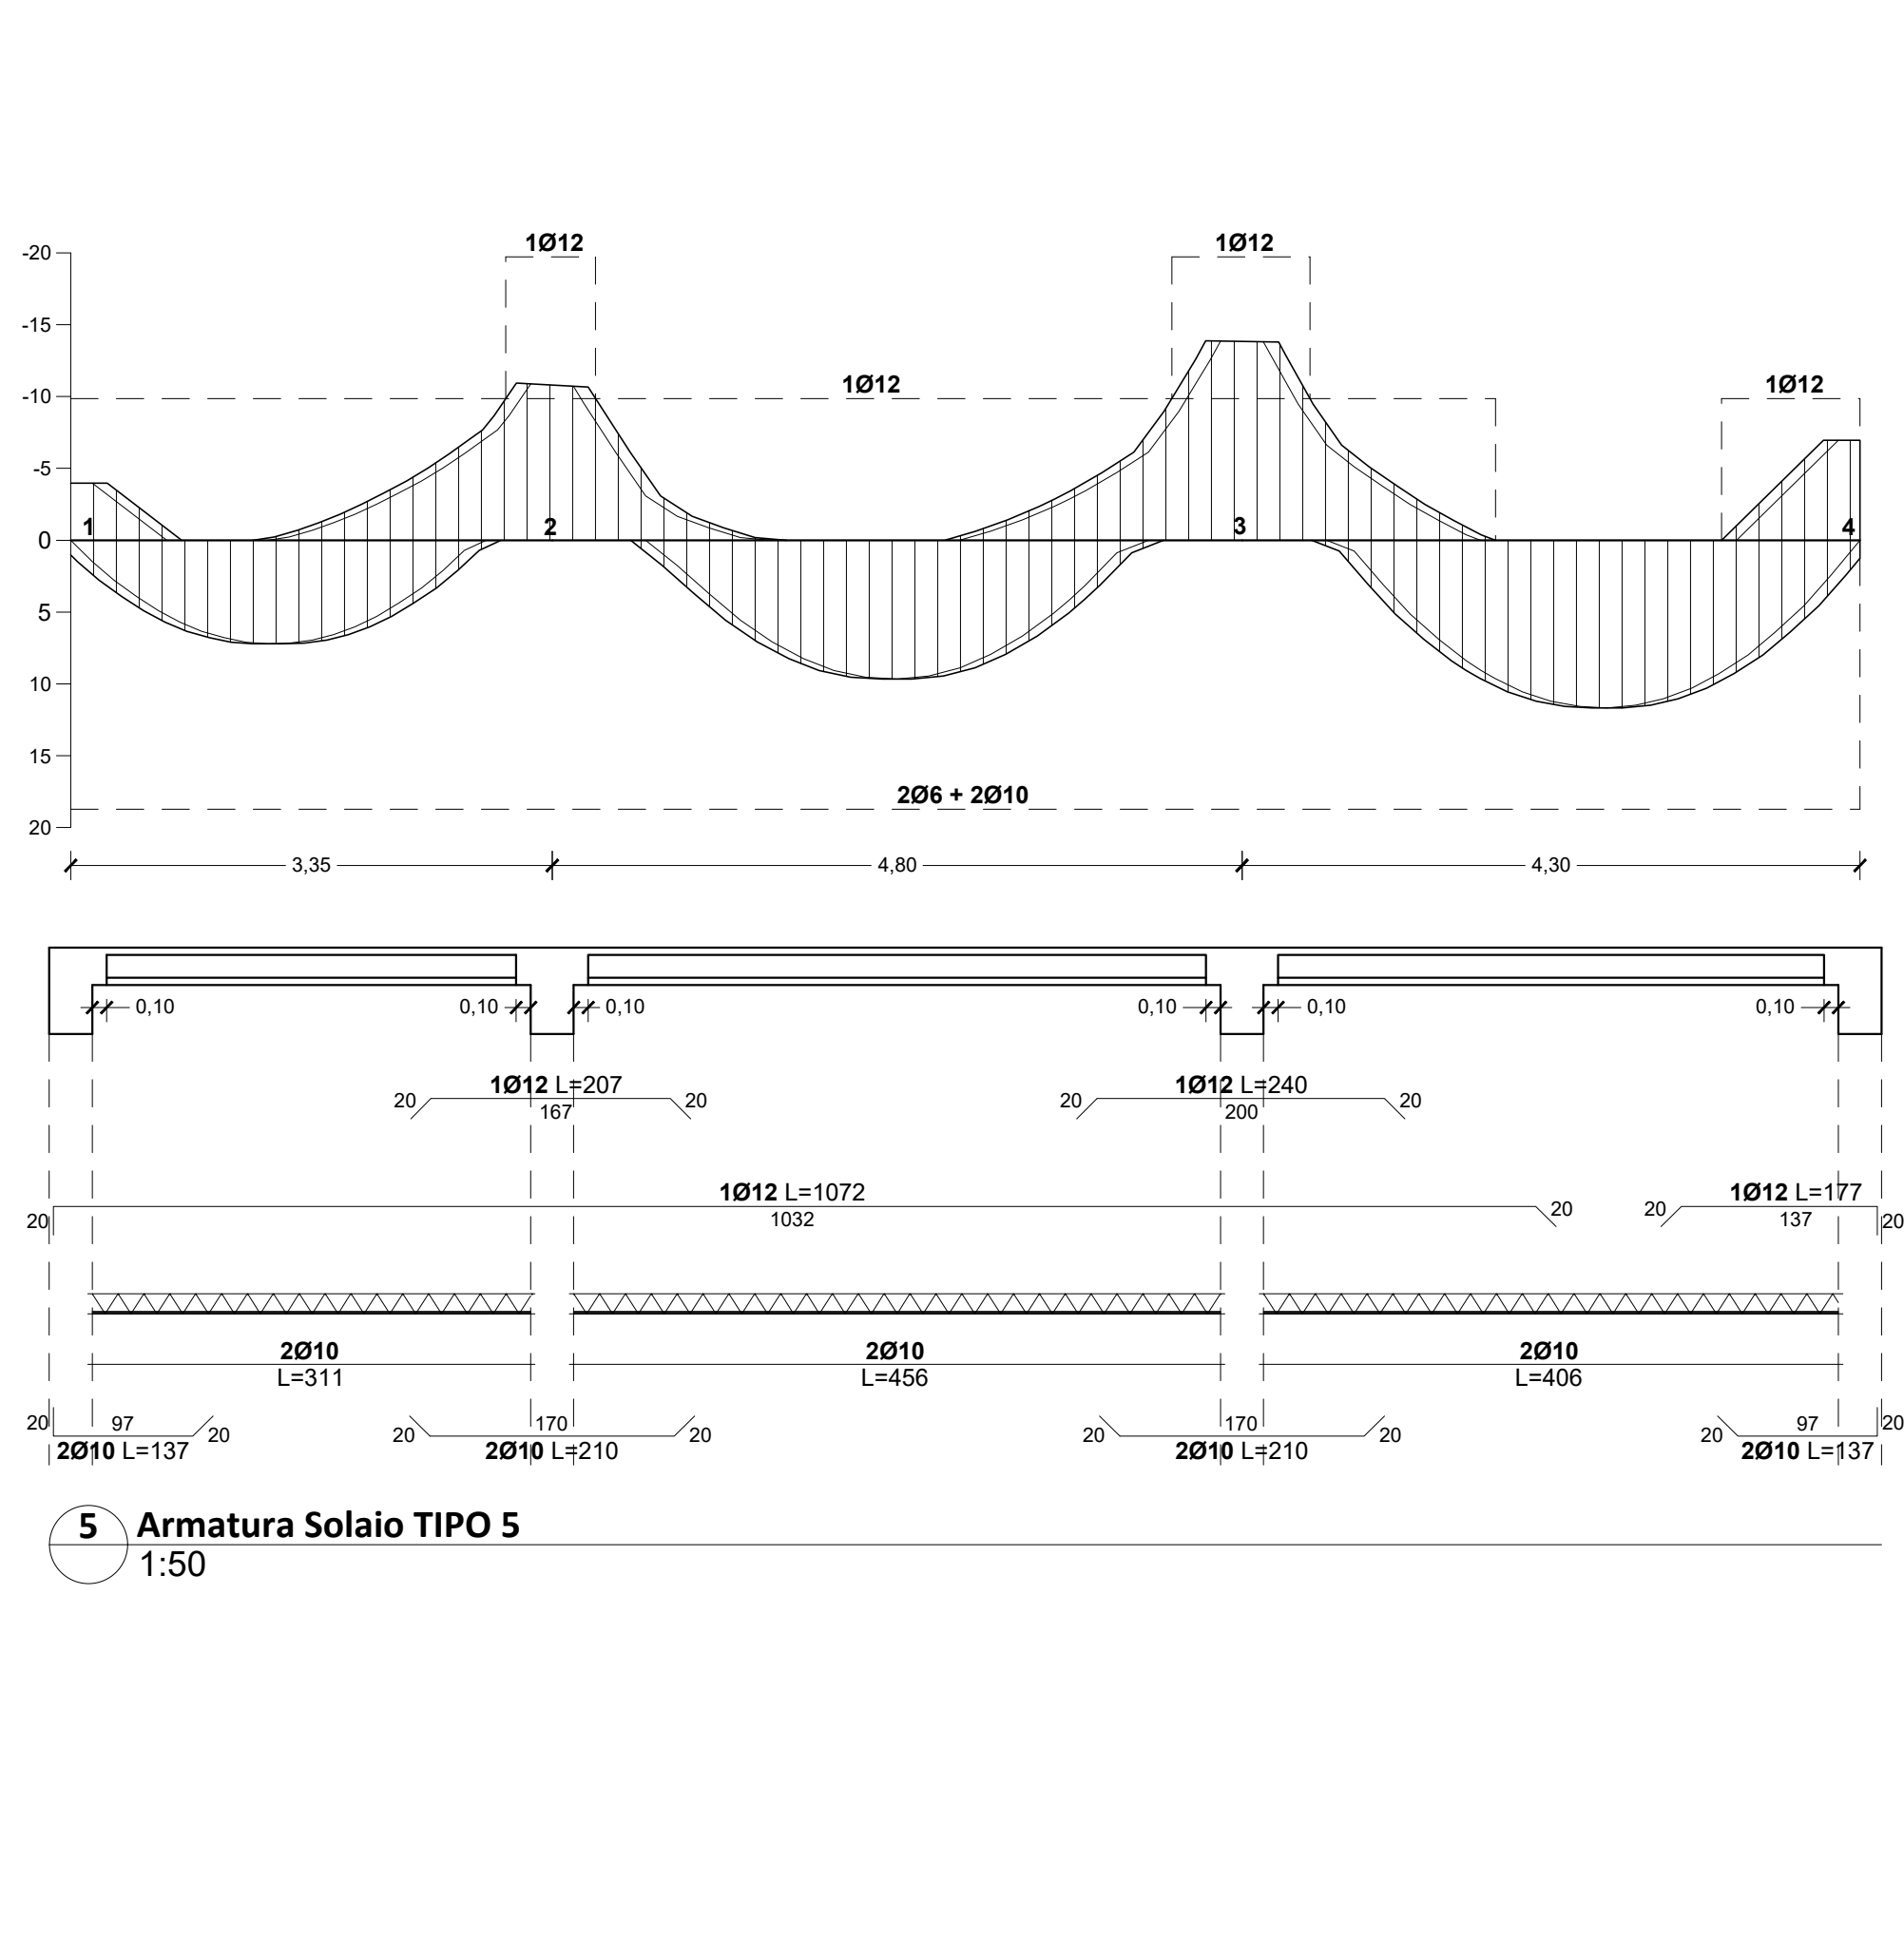 1Ø12 1Ø12
-20
-15
1Ø12 1Ø12
-10
-5
1 2 3 4
0
5
10
15
2Ø6 + 2Ø10
20
3,35 4,80 4,30
0,10 0,10 0,10 0,10 0,10 0,10
1Ø12 L=207 1Ø12 L=240
20 167 20 20 200 20
1Ø12 L=1072 1Ø12 L=177
20 1032 20 20 137 20
2Ø10 2Ø10 2Ø10
L=311 L=456 L=406
20 97 20 20 170 20 20 170 20 20 97 20
2Ø10 L=137 2Ø10 L=210 2Ø10 L=210 2Ø10 L=137
5 Armatura Solaio TIPO 5
1:50